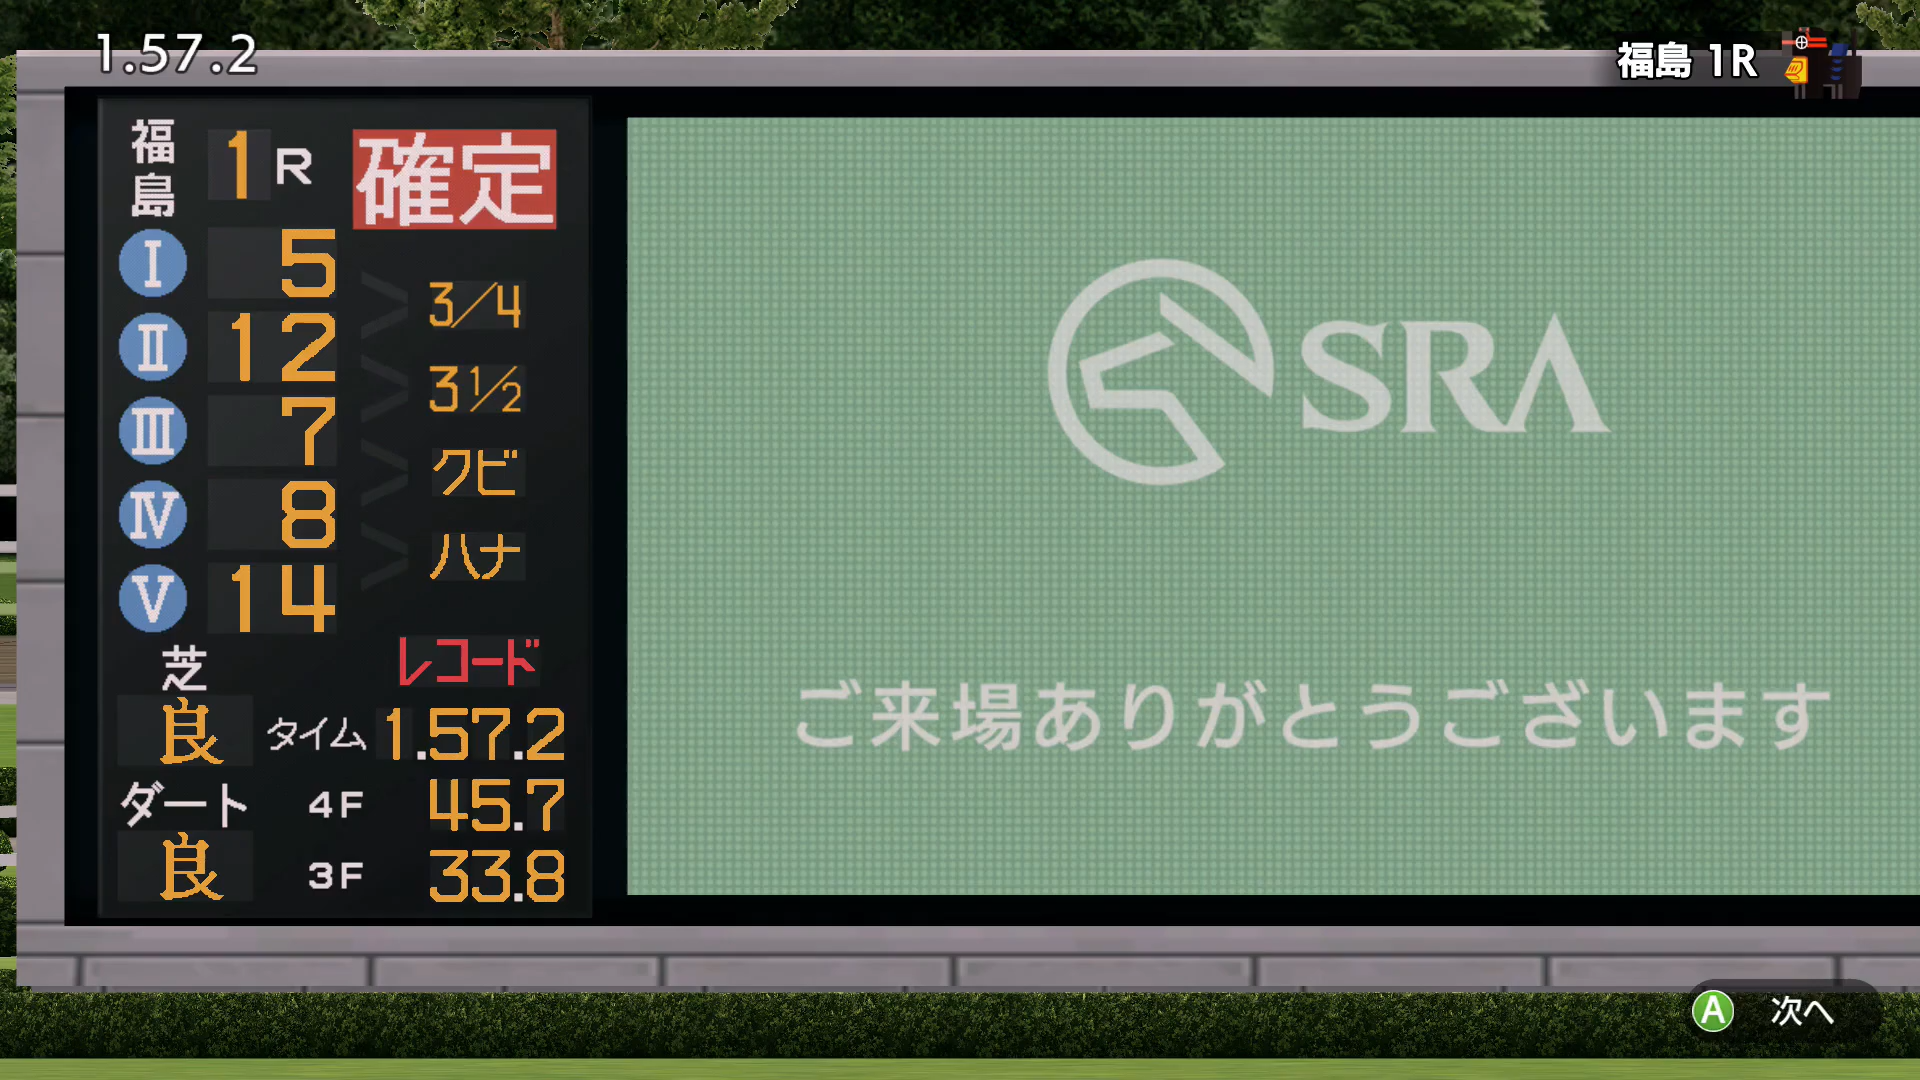 1.57.2
福島 1R
福島 1 R 確定
I 5
3/4
II 12
3 1/2
III 7
クビ
IV 8
ハナ
V 14
芝 レコード
良 タイム 1.57.2
ダート 4F 45.7
良 3F 33.8
SRA
ご来場ありがとうございます
A 次へ